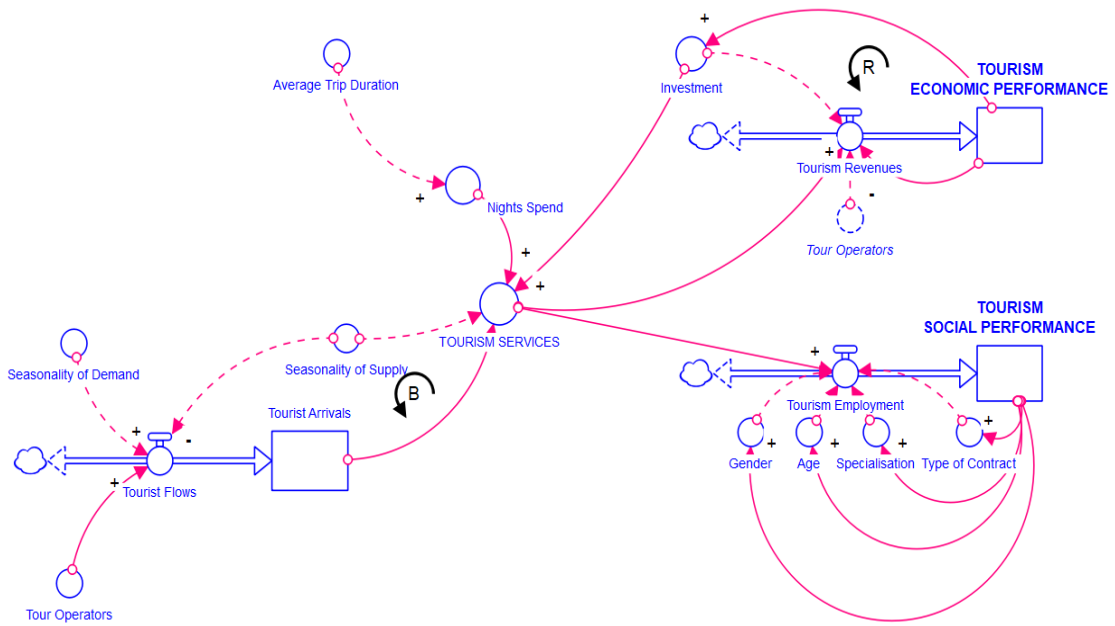 +
R
TOURISM
ECONOMIC PERFORMANCE
Average Trip Duration
Investment
+
Tourism Revenues
+
Nights Spend
-
Tour Operators
+
+
TOURISM
SOCIAL PERFORMANCE
TOURISM SERVICES
+
Seasonality of Demand
Seasonality of Supply
B
Tourist Arrivals
Tourism Employment
+
-
+
+
+
+
Gender
Age
Specialisation
Type of Contract
+
Tourist Flows
Tour Operators